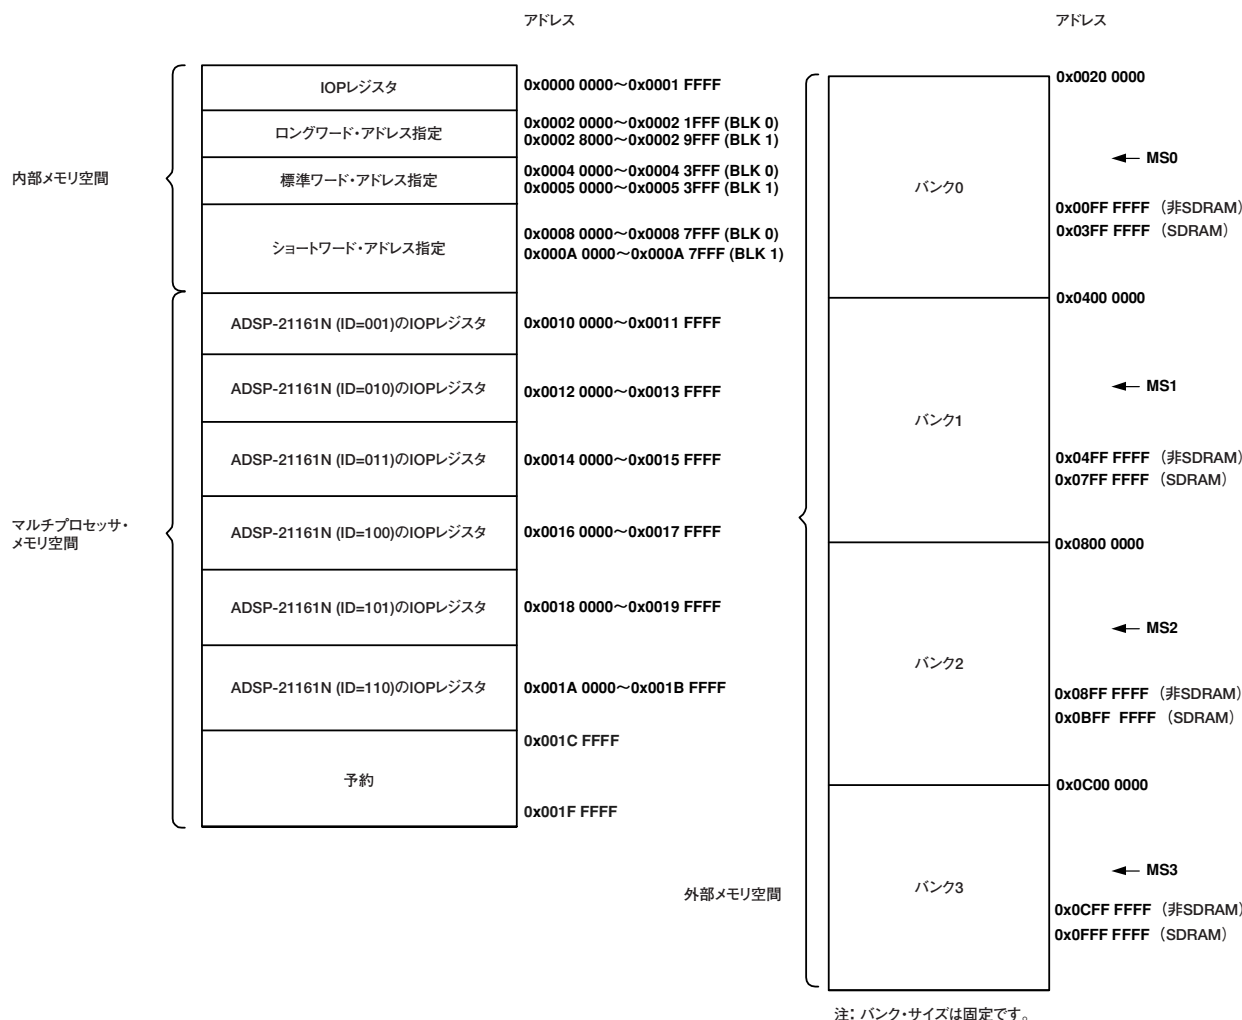 アドレス
内部メモリ空間
IOPレジスタ
0x0000 0000～0x0001 FFFF
ロングワード・アドレス指定
0x0002 0000～0x0002 1FFF (BLK 0)
0x0002 8000～0x0002 9FFF (BLK 1)
標準ワード・アドレス指定
0x0004 0000～0x0004 3FFF (BLK 0)
0x0005 0000～0x0005 3FFF (BLK 1)
ショートワード・アドレス指定
0x0008 0000～0x0008 7FFF (BLK 0)
0x000A 0000～0x000A 7FFF (BLK 1)
マルチプロセッサ・
メモリ空間
ADSP-21161N (ID=001)のIOPレジスタ
0x0010 0000～0x0011 FFFF
ADSP-21161N (ID=010)のIOPレジスタ
0x0012 0000～0x0013 FFFF
ADSP-21161N (ID=011)のIOPレジスタ
0x0014 0000～0x0015 FFFF
ADSP-21161N (ID=100)のIOPレジスタ
0x0016 0000～0x0017 FFFF
ADSP-21161N (ID=101)のIOPレジスタ
0x0018 0000～0x0019 FFFF
ADSP-21161N (ID=110)のIOPレジスタ
0x001A 0000～0x001B FFFF
予約
0x001C FFFF
0x001F FFFF
アドレス
外部メモリ空間
0x0020 0000
バンク0
MS0
0x00FF FFFF （非SDRAM）
0x03FF FFFF （SDRAM）
0x0400 0000
バンク1
MS1
0x04FF FFFF （非SDRAM）
0x07FF FFFF （SDRAM）
0x0800 0000
バンク2
MS2
0x08FF FFFF （非SDRAM）
0x0BFF FFFF （SDRAM）
0x0C00 0000
バンク3
MS3
0x0CFF FFFF （非SDRAM）
0x0FFF FFFF （SDRAM）
注: バンク・サイズは固定です。